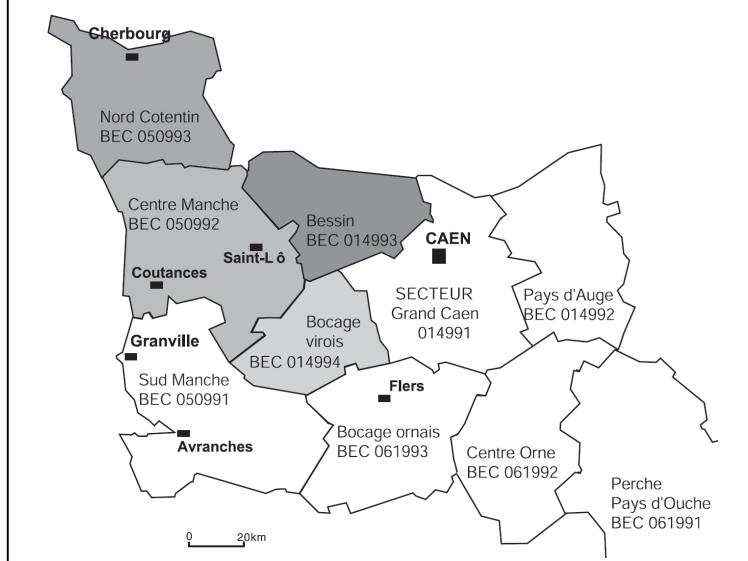 Cherbourg
Nord Cotentin
BEC 050993
Centre Manche
BEC 050992
Saint-L ô
Coutances
Bessin
BEC 014993
CAEN
SECTEUR
Grand Caen
014991
Pays d'Auge
BEC 014992
Bocage
virois
BEC 014994
Granville
Sud Manche
BEC 050991
Avranches
Flers
Bocage ornais
BEC 061993
Centre Orne
BEC 061992
Perche
Pays d'Ouche
BEC 061991
0 20km